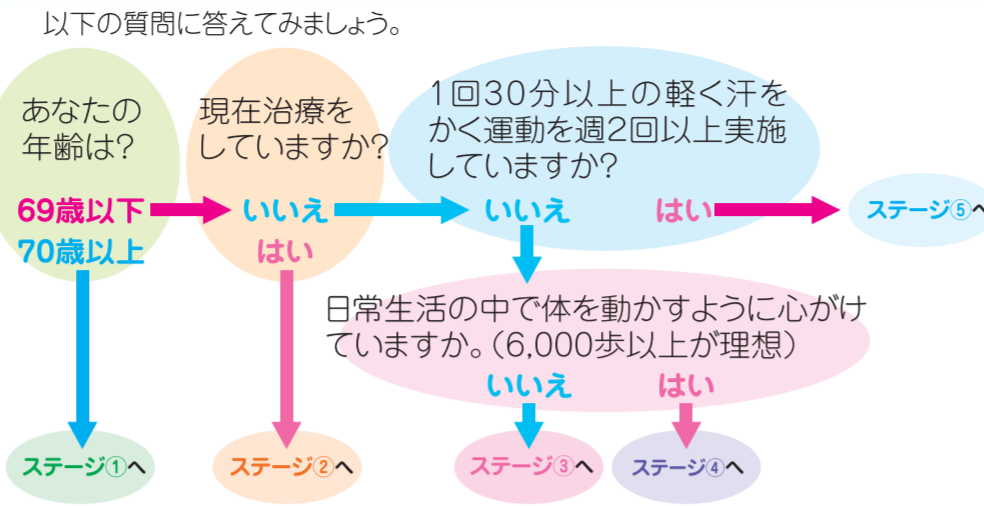 以下の質問に答えてみましょう。
あなたの
年齢は?
69歳以下
70歳以上
現在治療を
していますか?
いいえ
はい
1回30分以上の軽く汗を
かく運動を週2回以上実施
していますか?
いいえ
はい
ステージ⑤へ
日常生活の中で体を動かすように心がけ
ていますか。(6,000歩以上が理想)
いいえ
はい
ステージ①へ
ステージ②へ
ステージ③へ
ステージ④へ